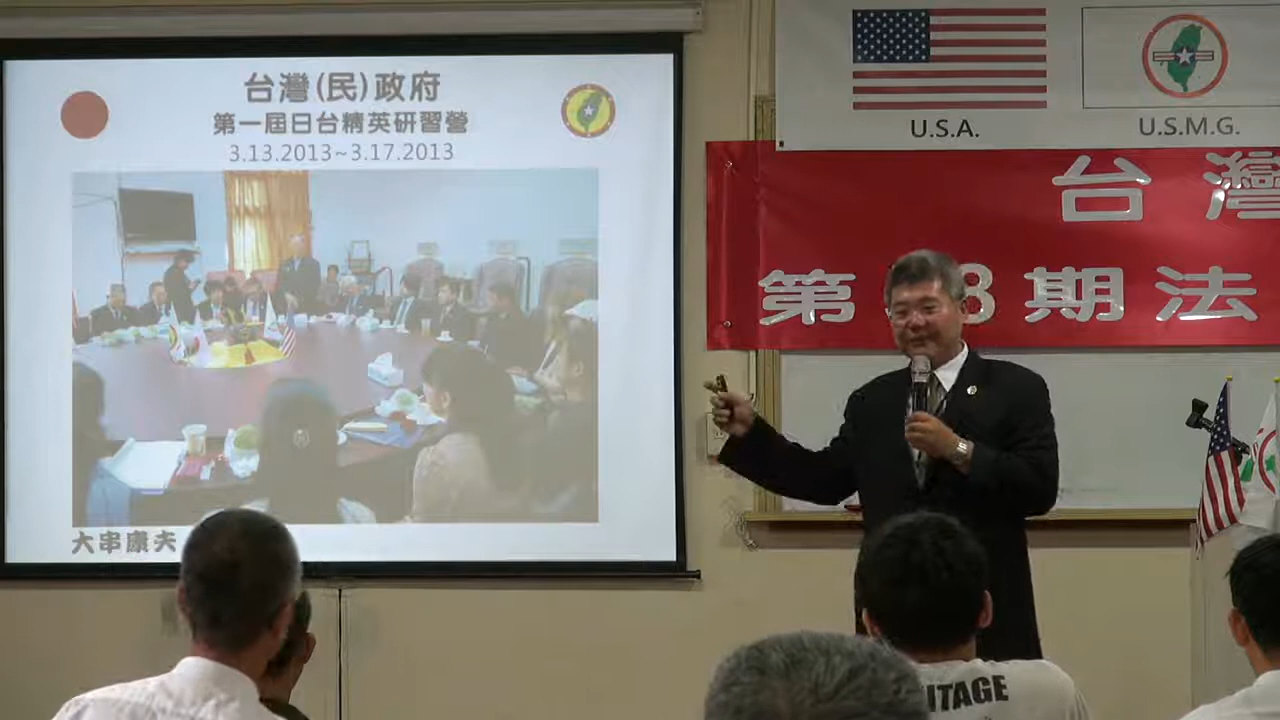 台灣(民)政府
第一屆日台精英研習營
3.13.2013~3.17.2013
大串康夫
U.S.A.
U.S.M.G.
台灣
第 8期法
ITAGE